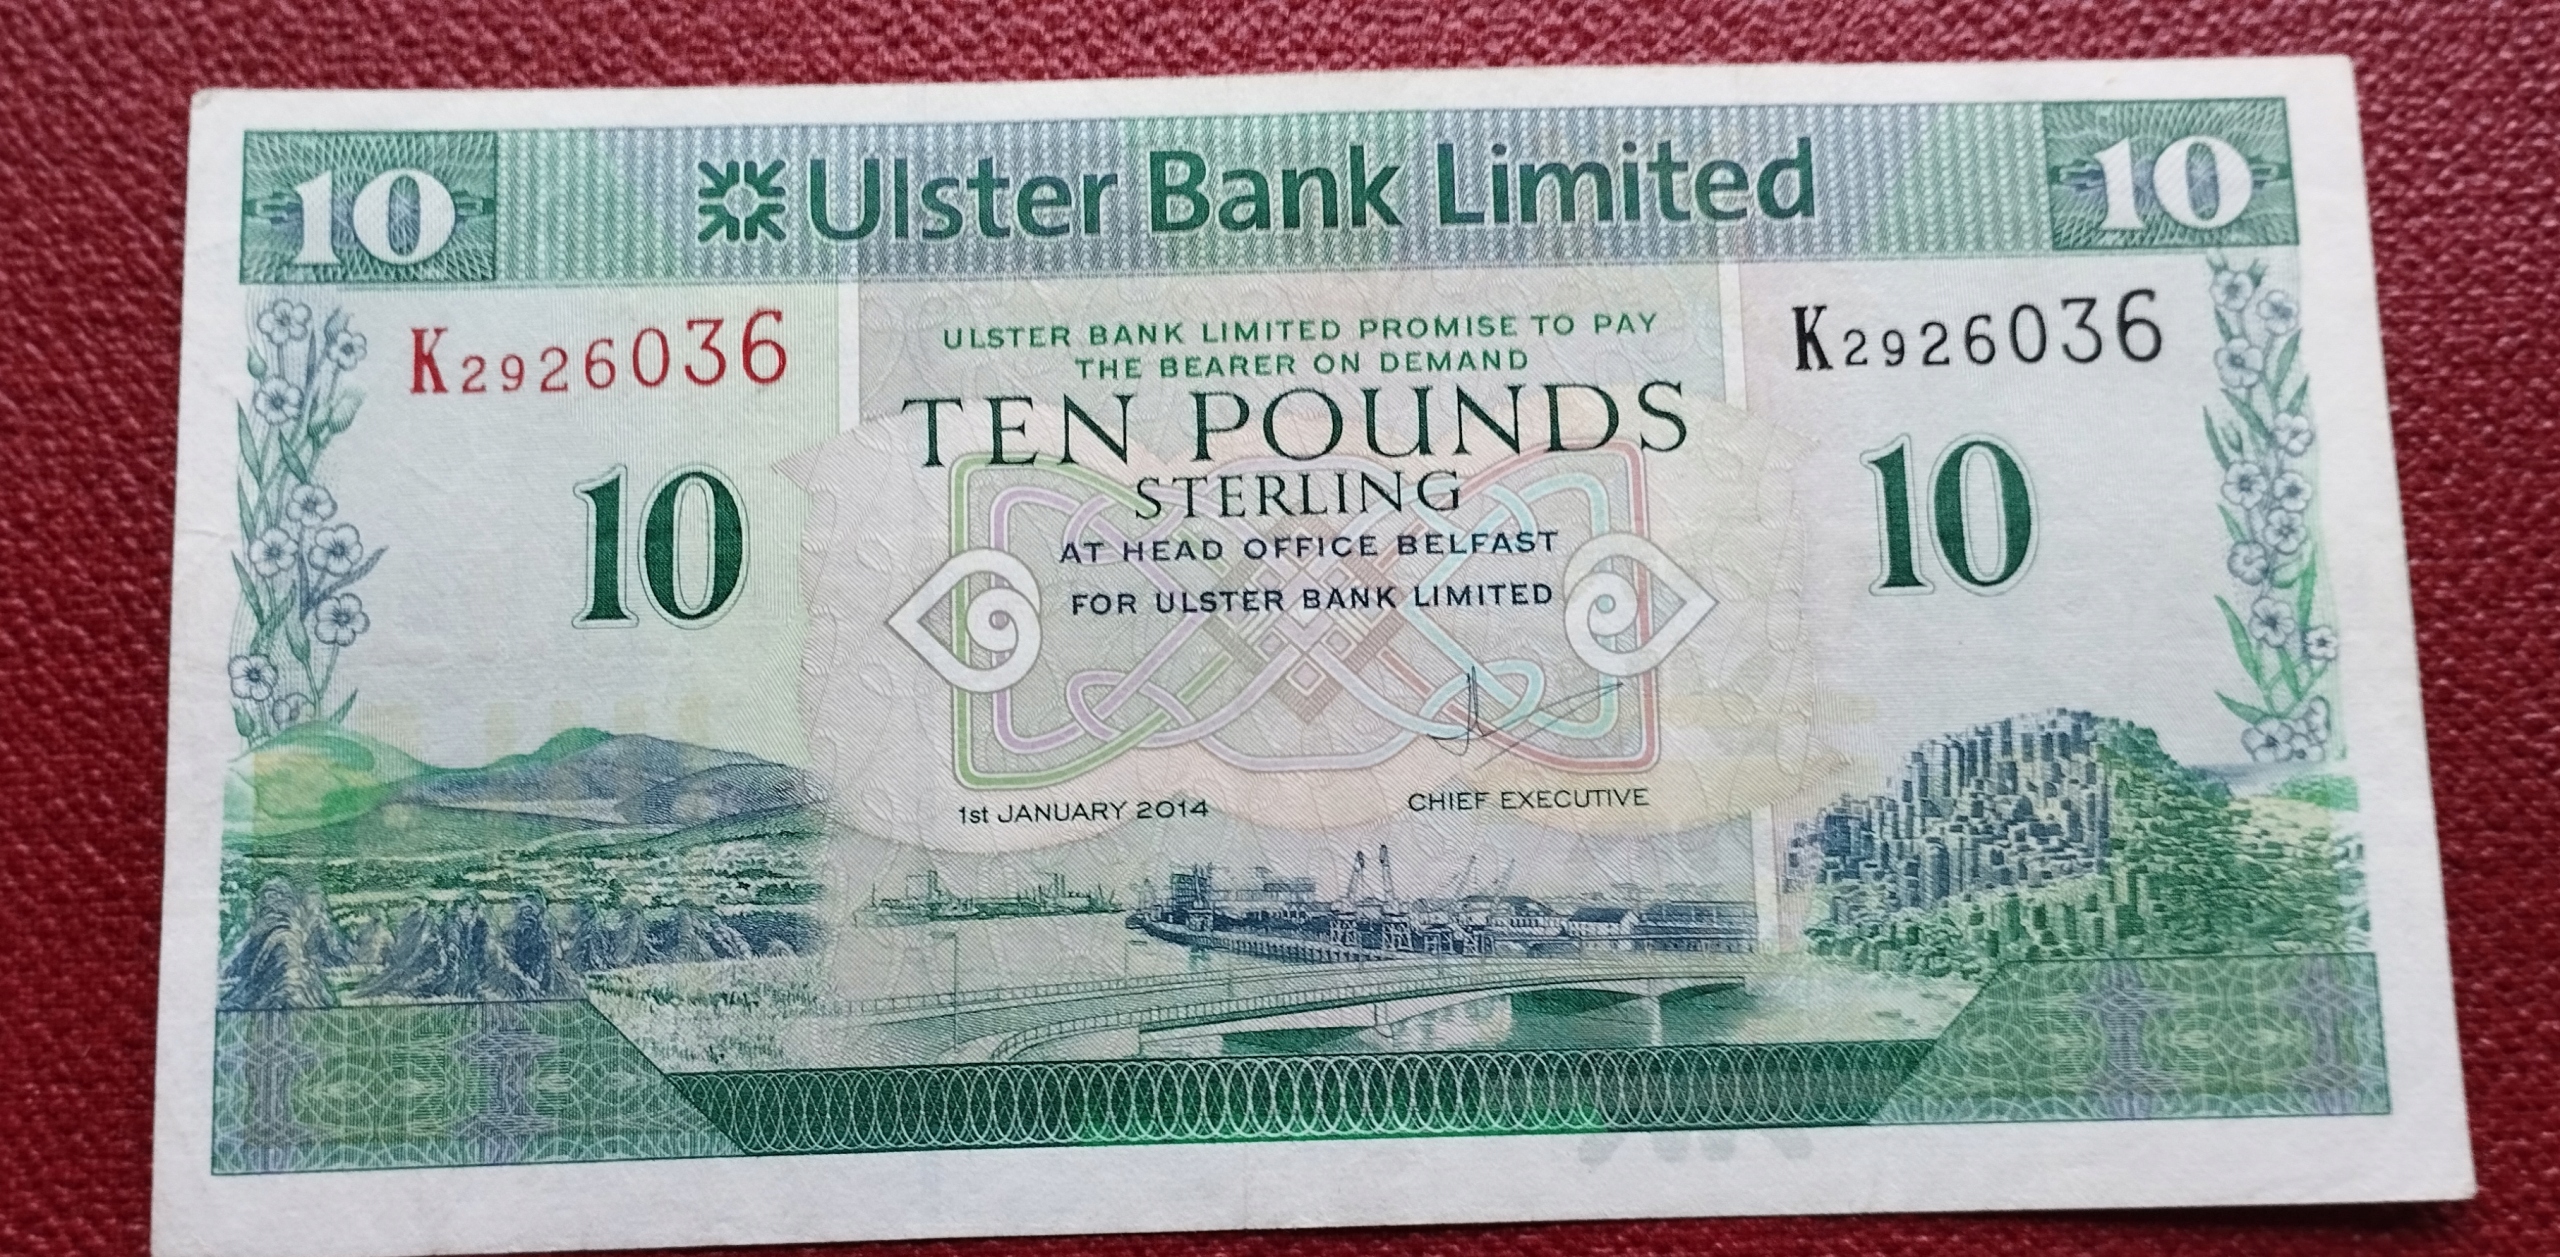 10 Ulster Bank Limited 10
K2926036 K2926036
ULSTER BANK LIMITED PROMISE TO PAY
THE BEARER ON DEMAND
TEN POUNDS
STERLING
10 10
AT HEAD OFFICE BELFAST
FOR ULSTER BANK LIMITED
1st JANUARY 2014 CHIEF EXECUTIVE